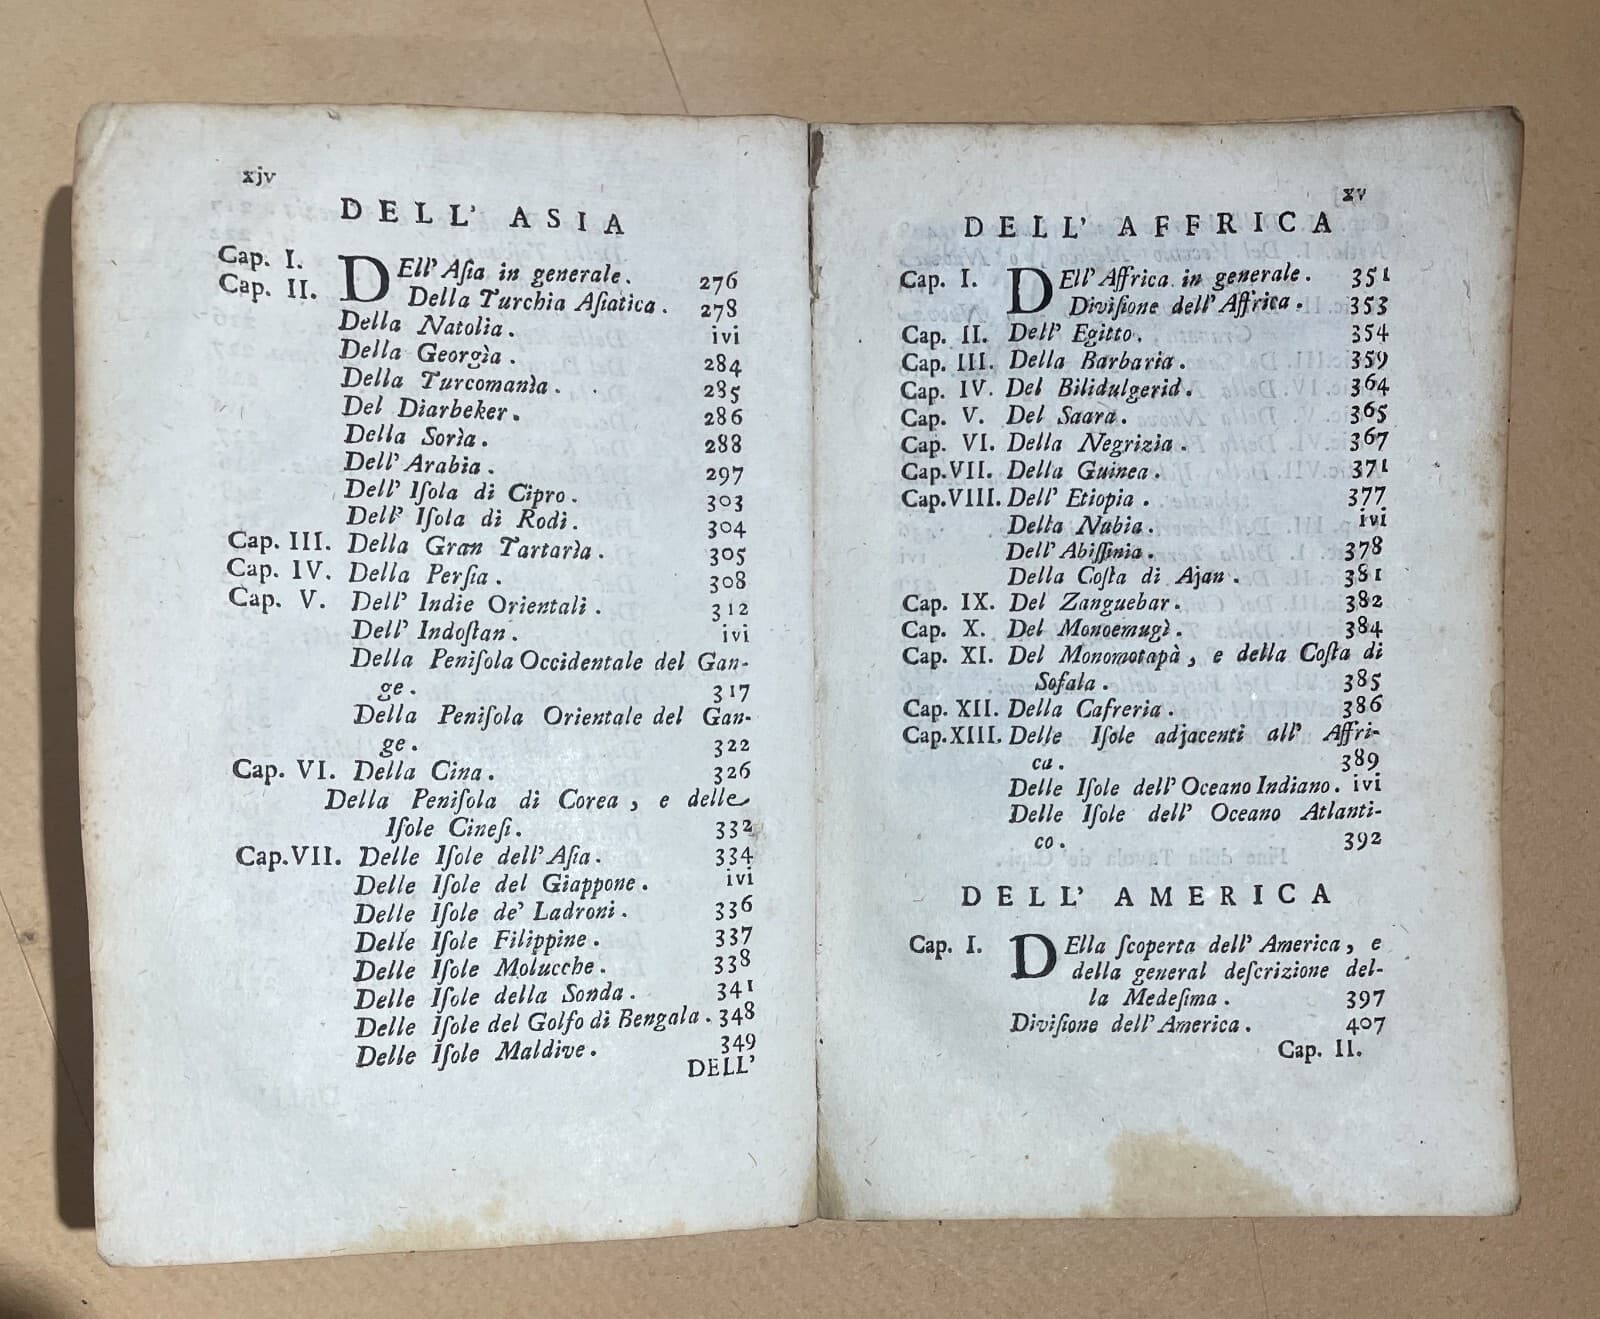 xjv
DELL' ASIA
Cap. I. DEll' Aſia in generale. 276
Cap. II. Della Turchia Aſiatica. 278
Della Natolia. ivi
Della Georgìa. 284
Della Turcomanìa. 285
Del Diarbeker. 286
Della Sorìa. 288
Dell' Arabia. 297
Dell' Iſola di Cipro. 303
Dell' Iſola di Rodi. 304
Cap. III. Della Gran Tartarìa. 305
Cap. IV. Della Perſia. 308
Cap. V. Dell' Indie Orientali. 312
Dell' Indoſtan. ivi
Della Peniſola Occidentale del Gan-
ge. 317
Della Peniſola Orientale del Gan-
ge. 322
Cap. VI. Della Cina. 326
Della Peniſola di Corea, e delle
Iſole Cineſi. 332
Cap. VII. Delle Iſole dell' Aſia. 334
Delle Iſole del Giappone. ivi
Delle Iſole de' Ladroni. 336
Delle Iſole Filippine. 337
Delle Iſole Molucche. 338
Delle Iſole della Sonda. 341
Delle Iſole del Golfo di Bengala. 348
Delle Iſole Maldive. 349
DELL'
xv
DELL' AFFRICA
Cap. I. DEll' Affrica in generale. 351
Diviſione dell' Affrica. 353
Cap. II. Dell' Egitto. 354
Cap. III. Della Barbaria. 359
Cap. IV. Del Bilidulgerid. 364
Cap. V. Del Saara. 365
Cap. VI. Della Negrizia. 367
Cap. VII. Della Guinea. 371
Cap. VIII. Dell' Etiopia. 377
Della Nubia. ivi
Dell' Abiſſinia. 378
Della Coſta di Ajan. 381
Cap. IX. Del Zanguebar. 382
Cap. X. Del Monoemugì. 384
Cap. XI. Del Monomotapà, e della Coſta di
Sofala. 385
Cap. XII. Della Cafreria. 386
Cap. XIII. Delle Iſole adjacenti all' Affri-
ca. 389
Delle Iſole dell' Oceano Indiano. ivi
Delle Iſole dell' Oceano Atlanti-
co. 392
DELL' AMERICA
Cap. I. DElla ſcoperta dell' America, e
della general deſcrizione del-
la Medeſima. 397
Diviſione dell' America. 407
Cap. II.